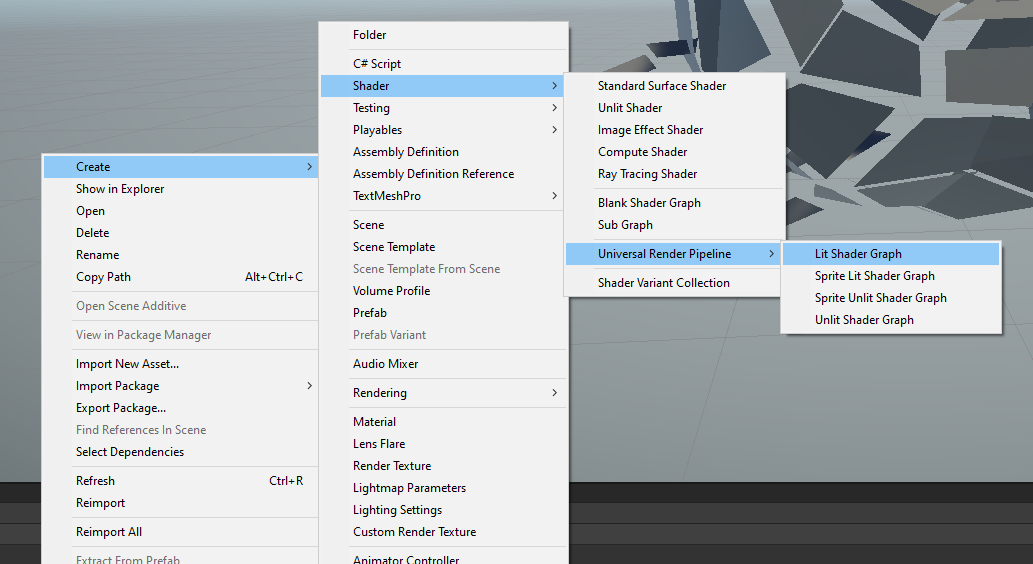 Create
Show in Explorer
Open
Delete
Rename
Copy Path Alt+Ctrl+C
Open Scene Additive
View in Package Manager
Import New Asset...
Import Package
Export Package...
Find References In Scene
Select Dependencies
Refresh Ctrl+R
Reimport
Reimport All
Extract From Prefab
Folder
C# Script
Shader
Testing
Playables
Assembly Definition
Assembly Definition Reference
TextMeshPro
Scene
Scene Template
Scene Template From Scene
Volume Profile
Prefab
Prefab Variant
Audio Mixer
Rendering
Material
Lens Flare
Render Texture
Lightmap Parameters
Lighting Settings
Custom Render Texture
Animator Controller
Standard Surface Shader
Unlit Shader
Image Effect Shader
Compute Shader
Ray Tracing Shader
Blank Shader Graph
Sub Graph
Universal Render Pipeline
Shader Variant Collection
Lit Shader Graph
Sprite Lit Shader Graph
Sprite Unlit Shader Graph
Unlit Shader Graph